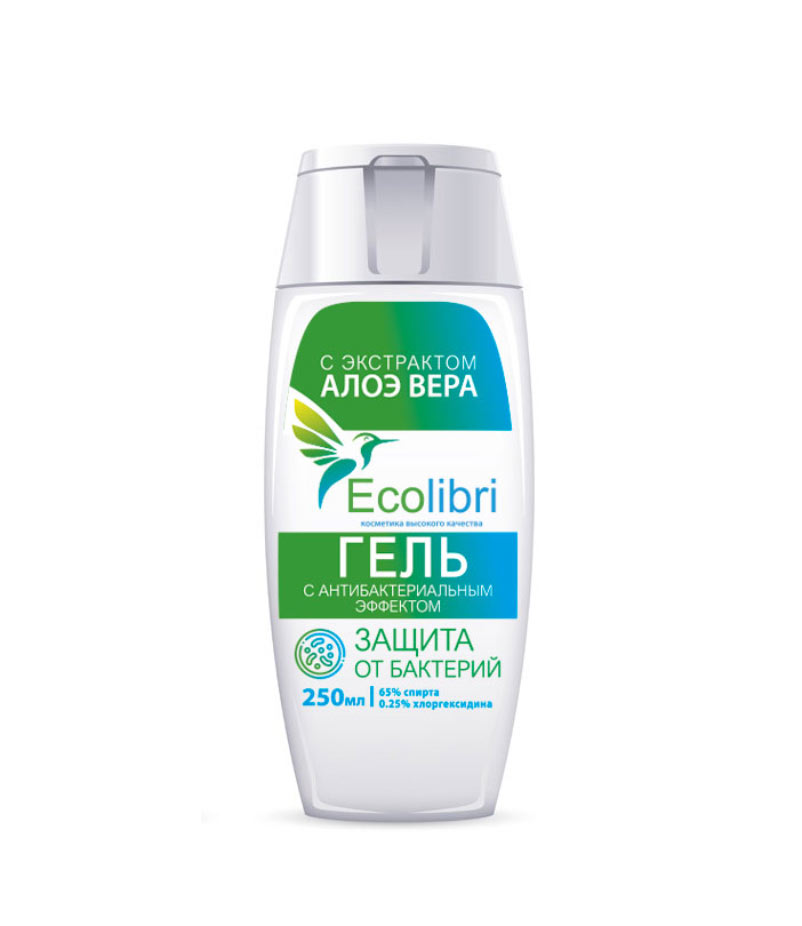 С ЭКСТРАКТОМ
АЛОЭ ВЕРА
Ecolibri
косметика высокого качества
ГЕЛЬ
С АНТИБАКТЕРИАЛЬНЫМ
ЭФФЕКТОМ
ЗАЩИТА
ОТ БАКТЕРИЙ
250мл
65% спирта
0.25% хлоргексидина